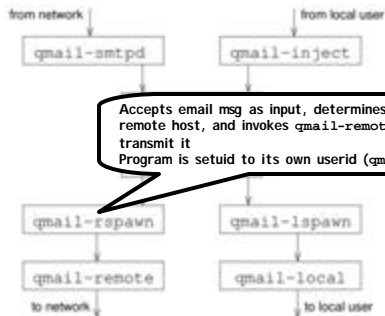 from network
from local user
qmail-smtpd
qmail-inject
Accepts email msg as input, determines
remote host, and invokes qmail-remot
transmit it
Program is setuid to its own userid (qm
qmail-rspawn
qmail-lspawn
qmail-remote
qmail-local
to network
to local user